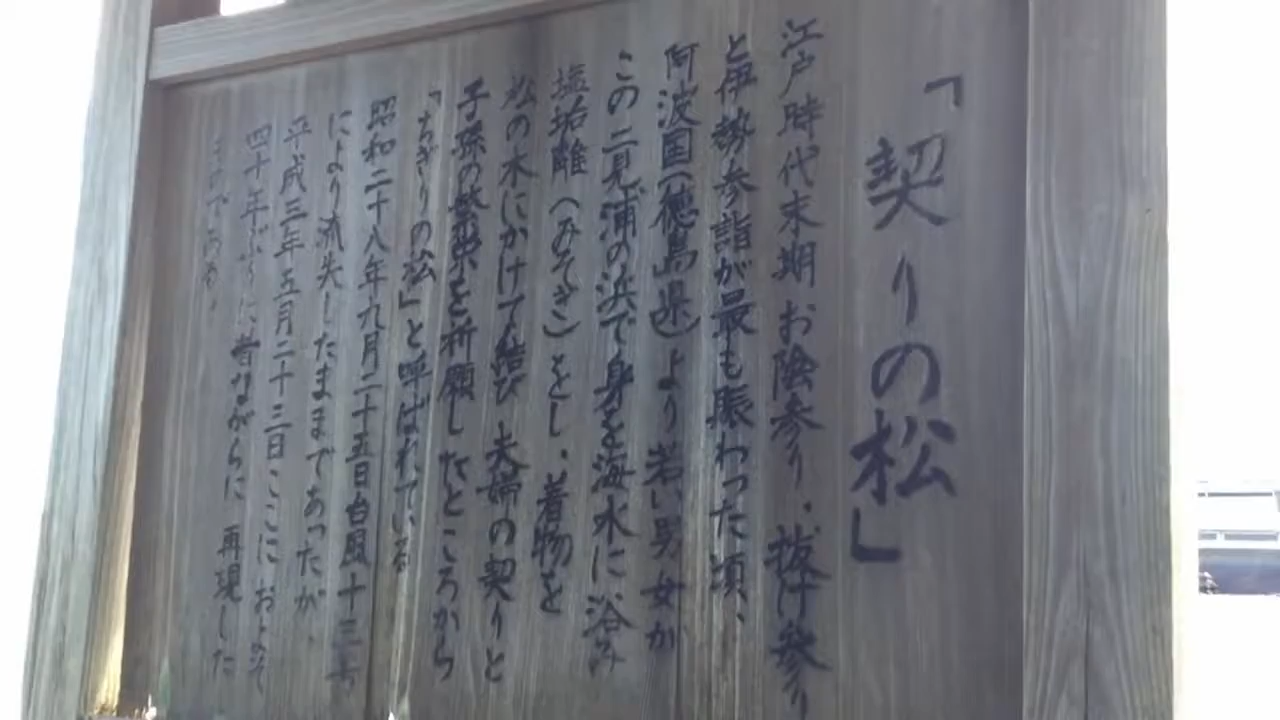 「契りの松」
江戸時代末期 お陰参り、抜け参り
と伊勢参詣が最も賑わった頃、
阿波国(徳島県)より若い男女が
この二見浦の浜で身を海水に浴み
塩垢離(みそぎ)をし、着物を
松の木にかけて結び 夫婦の契りと
子孫の繁栄を祈願したところから
「ちぎりの松」と呼ばれている
昭和二十八年九月二十五日台風十三号
により流失したままであったが、
平成三年五月二十三日ここに およそ
四十年ぶりに 昔ながらに 再現した
ものである。